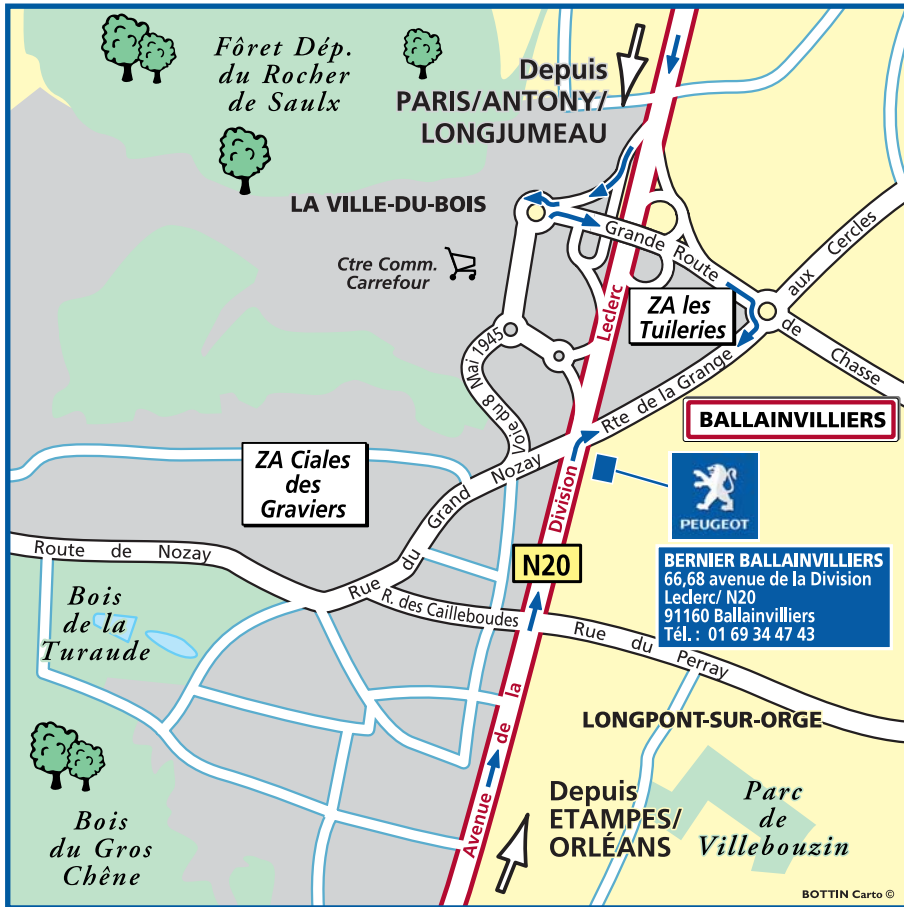 Fôret Dép.
du Rocher
de Saulx
Depuis
PARIS/ANTONY/
LONGJUMEAU
LA VILLE-DU-BOIS
Ctre Comm.
Carrefour
Grande Route
de Chasse
aux Cercles
Rte de la Grange
ZA les
Tuileries
Voie du 8 Mai 1945
BALLAINVILLIERS
ZA Ciales
des
Graviers
Rue du Grand Nozay
Avenue de la Division Leclerc
PEUGEOT
N20
BERNIER BALLAINVILLIERS
66,68 avenue de la Division
Leclerc/ N20
91160 Ballainvilliers
Tél. : 01 69 34 47 43
Route de Nozay
R. des Cailleboudes
Rue du Perray
Bois
de la
Turaude
LONGPONT-SUR-ORGE
Depuis
ETAMPES/
ORLÉANS
Parc
de
Villebouzin
Bois
du Gros
Chêne
BOTTIN Carto ©